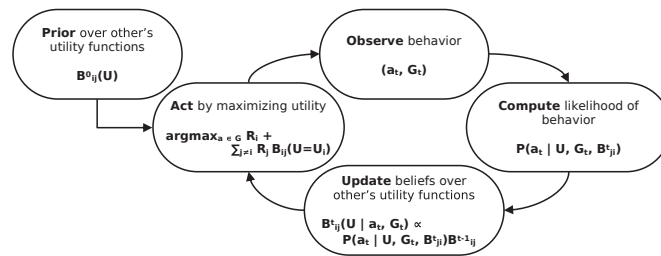 Prior over other's
utility functions
B⁰ᵢⱼ(U)
Observe behavior
(aₜ, Gₜ)
Act by maximizing utility
argmaxₐ ∈ G Rᵢ +
∑ⱼ≠ᵢ Rⱼ Bᵢⱼ(U=Uᵢ)
Compute likelihood of
behavior
P(aₜ | U, Gₜ, Bᵗⱼᵢ)
Update beliefs over
other's utility functions
Bᵗᵢⱼ(U | aₜ, Gₜ) ∝
P(aₜ | U, Gₜ, Bᵗⱼᵢ)Bᵗ⁻¹ᵢⱼ